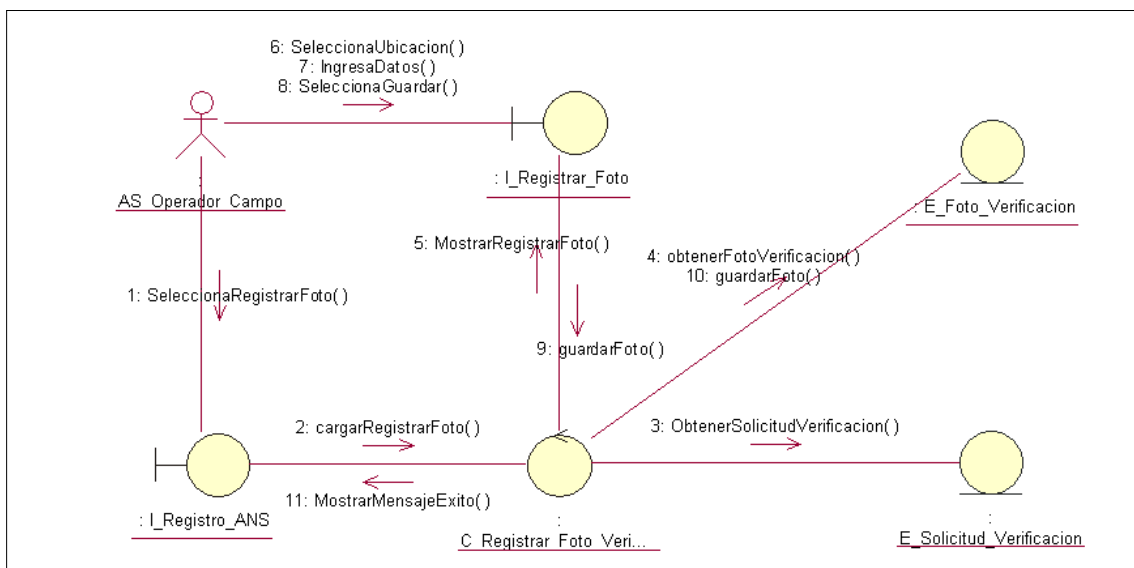 6: SeleccionaUbicacion( )
7: IngresaDatos( )
8: SeleccionaGuardar( )
: I_Registrar_Foto
: E_Foto_Verificacion
:
AS_Operador_Campo
5: MostrarRegistrarFoto( )
4: obtenerFotoVerificacion( )
10: guardarFoto( )
1: SeleccionaRegistrarFoto( )
9: guardarFoto( )
2: cargarRegistrarFoto( )
3: ObtenerSolicitudVerificacion( )
11: MostrarMensajeExito( )
: I_Registro_ANS
:
C_Registrar_Foto_Veri...
:
E_Solicitud_Verificacion